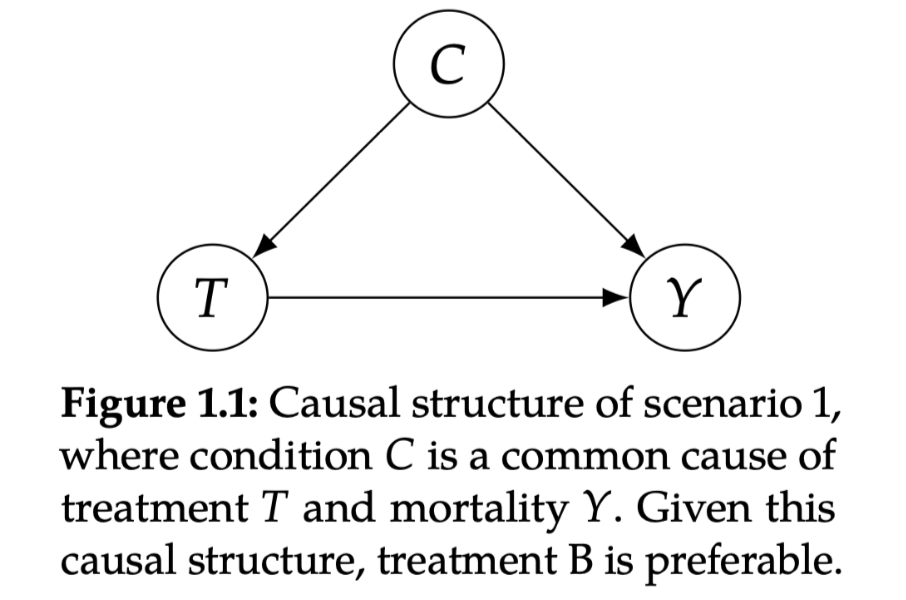 C
T
Y
Figure 1.1: Causal structure of scenario 1,
where condition C is a common cause of
treatment T and mortality Y. Given this
causal structure, treatment B is preferable.